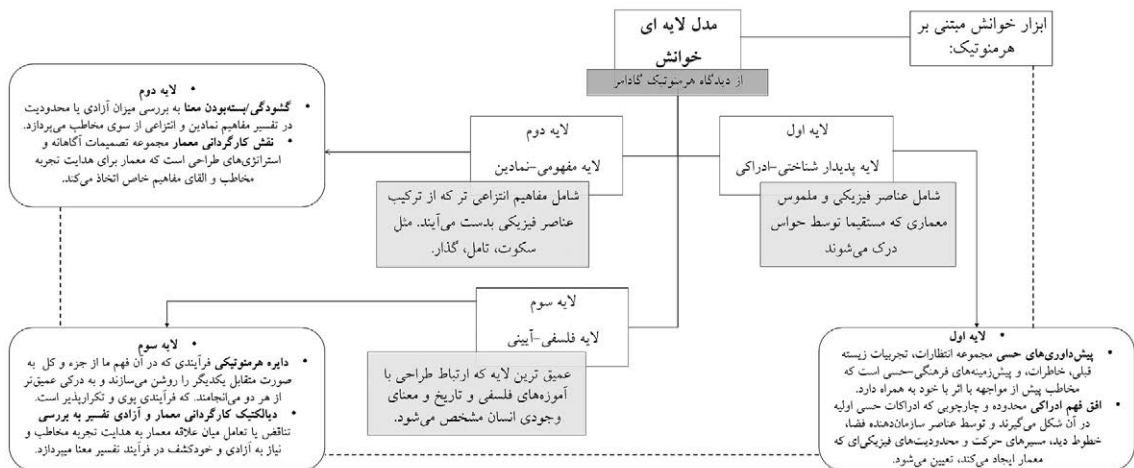 ابزار خوانش مبتنی بر
هرمنوتیک:
مدل لایه ای
خوانش
از دیدگاه هرمنوتیک گادامر
لایه اول
لایه پدیدار شناختی-ادراکی
شامل عناصر فیزیکی و ملموس
معماری که مستقیما توسط حواس
درک می‌شوند
لایه دوم
لایه مفهومی-نمادین
شامل مفاهیم انتزاعی تر که از ترکیب
عناصر فیزیکی بدست می‌آیند. مثل
سکوت، تامل، گذار.
لایه سوم
لایه فلسفی-آیینی
عمیق ترین لایه که ارتباط طراحی با
آموزه‌های فلسفی و تاریخ و معنای
وجودی انسان مشخص می‌شود.
• لایه دوم
• گشودگی/بسته‌بودن معنا به بررسی میزان آزادی یا محدودیت
در تفسیر مفاهیم نمادین و انتزاعی از سوی مخاطب می‌پردازد.
• نقش کارگردانی معمار مجموعه تصمیمات آگاهانه و
استراتژی‌های طراحی است که معمار برای هدایت تجربه
مخاطب و القای مفاهیم خاص اتخاذ می‌کند.
• لایه سوم
• دایره هرمنوتیکی فرآیندی که در آن فهم ما از جزء و کل به
صورت متقابل یکدیگر را روشن می‌سازند و به درکی عمیق‌تر
از هر دو می‌انجامند. که فرآیندی پوی و تکرارپذیر است.
• دیالکتیک کارگردانی معمار و آزادی تفسیر به بررسی
تناقض یا تعامل میان علاقه معمار به هدایت تجربه مخاطب و
نیاز به آزادی و خودکشف در فرآیند تفسیر معنا میپردازد.
• لایه اول
• پیش‌داوری‌های حسی مجموعه انتظارات، تجربیات زیسته
قبلی، خاطرات، و پیش‌زمینه‌های فرهنگی-حسی است که
مخاطب پیش از مواجهه با اثر با خود به همراه دارد.
• افق فهم ادراکی محدوده و چارچوبی که ادراکات حسی اولیه
در آن شکل می‌گیرند و توسط عناصر سازمان‌دهنده فضا،
خطوط دید، مسیرهای حرکت و محدودیت‌های فیزیکی‌ای که
معمار ایجاد می‌کند، تعیین می‌شود.